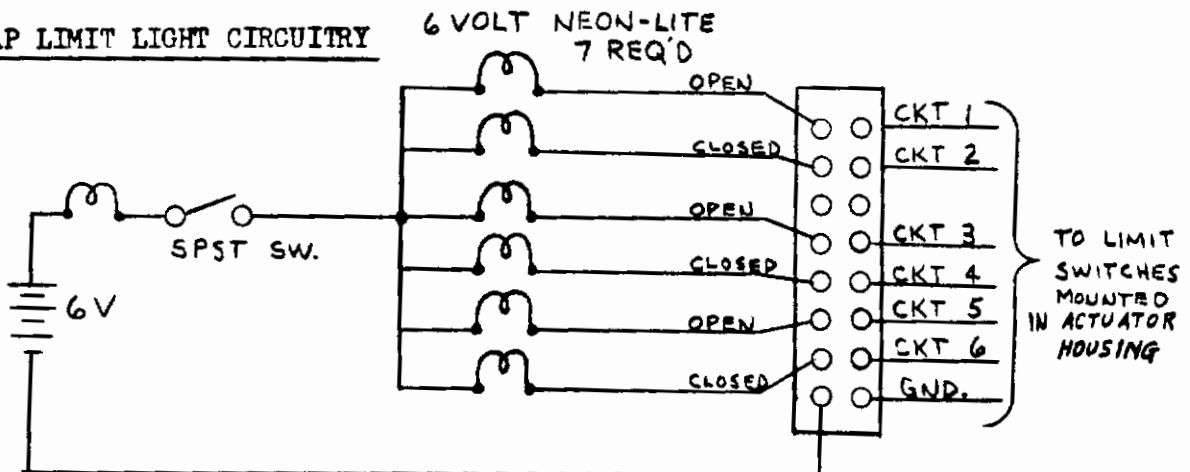 LIMIT LIGHT CIRCUITRY
6 VOLT NEON-LITE
7 REQ'D
OPEN
CLOSED
OPEN
CLOSED
OPEN
CLOSED
SPST SW.
6 V
CKT 1
CKT 2
CKT 3
CKT 4
CKT 5
CKT 6
GND.
TO LIMIT
SWITCHES
MOUNTED
IN ACTUATOR
HOUSING